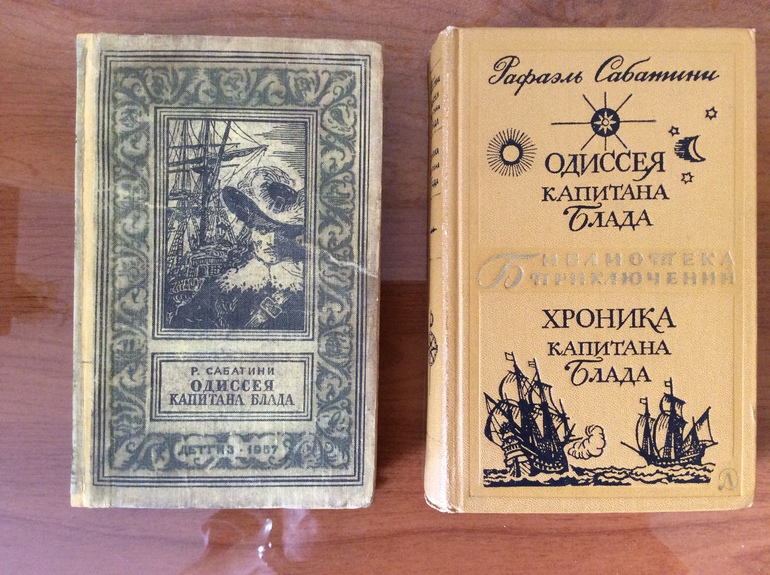 Р. САБАТИНИ
ОДИССЕЯ
КАПИТАНА БЛАДА
ДЕТГИЗ · 1957
Рафаэль Сабатини
ОДИССЕЯ
КАПИТАНА
БЛАДА
БИБЛИОТЕКА
ПРИКЛЮЧЕНИЙ
ХРОНИКА
КАПИТАНА
БЛАДА
Д